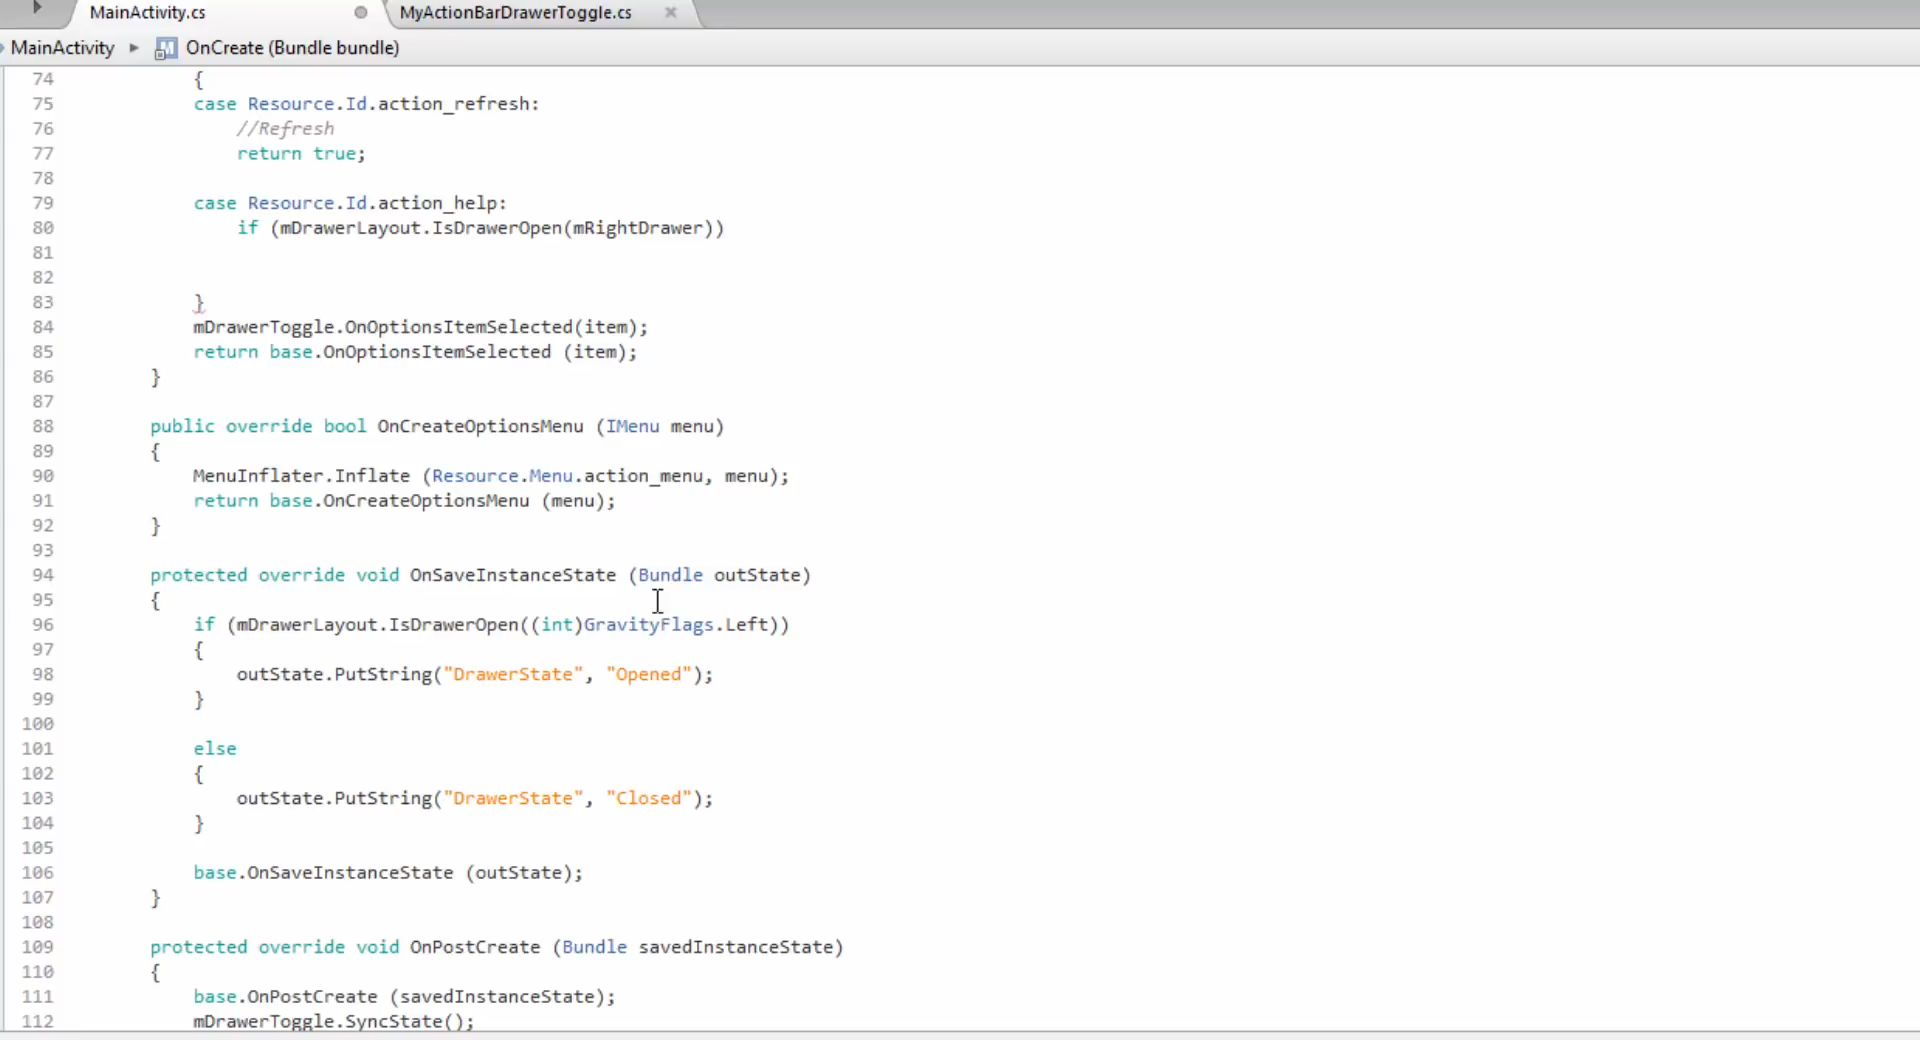 MainActivity.cs MyActionBarDrawerToggle.cs
MainActivity OnCreate (Bundle bundle)
74 {
75 case Resource.Id.action_refresh:
76 //Refresh
77 return true;
78
79 case Resource.Id.action_help:
80 if (mDrawerLayout.IsDrawerOpen(mRightDrawer))
81
82
83 }
84 mDrawerToggle.OnOptionsItemSelected(item);
85 return base.OnOptionsItemSelected (item);
86 }
87
88 public override bool OnCreateOptionsMenu (IMenu menu)
89 {
90 MenuInflater.Inflate (Resource.Menu.action_menu, menu);
91 return base.OnCreateOptionsMenu (menu);
92 }
93
94 protected override void OnSaveInstanceState (Bundle outState)
95 {
96 if (mDrawerLayout.IsDrawerOpen((int)GravityFlags.Left))
97 {
98 outState.PutString("DrawerState", "Opened");
99 }
100
101 else
102 {
103 outState.PutString("DrawerState", "Closed");
104 }
105
106 base.OnSaveInstanceState (outState);
107 }
108
109 protected override void OnPostCreate (Bundle savedInstanceState)
110 {
111 base.OnPostCreate (savedInstanceState);
112 mDrawerToggle.SyncState();